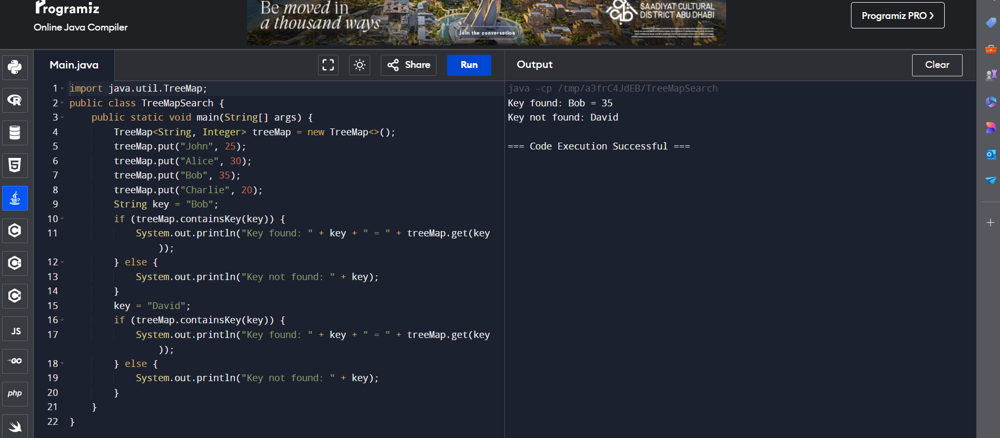 Programiz
Online Java Compiler
Be moved in
a thousand ways
Join the conversation
SAADIYAT CULTURAL
DISTRICT ABU DHABI
Programiz PRO ❯
Main.java
Share
Run
Output
Clear
1 import java.util.TreeMap;
2 public class TreeMapSearch {
3     public static void main(String[] args) {
4         TreeMap<String, Integer> treeMap = new TreeMap<>();
5         treeMap.put("John", 25);
6         treeMap.put("Alice", 30);
7         treeMap.put("Bob", 35);
8         treeMap.put("Charlie", 20);
9         String key = "Bob";
10         if (treeMap.containsKey(key)) {
11             System.out.println("Key found: " + key + " = " + treeMap.get(key
));
12         } else {
13             System.out.println("Key not found: " + key);
14         }
15         key = "David";
16         if (treeMap.containsKey(key)) {
17             System.out.println("Key found: " + key + " = " + treeMap.get(key
));
18         } else {
19             System.out.println("Key not found: " + key);
20         }
21     }
22 }
java -cp /tmp/a3frC4JdEB/TreeMapSearch
Key found: Bob = 35
Key not found: David
=== Code Execution Successful ===
R
5
C
C++
C#
JS
GO
php